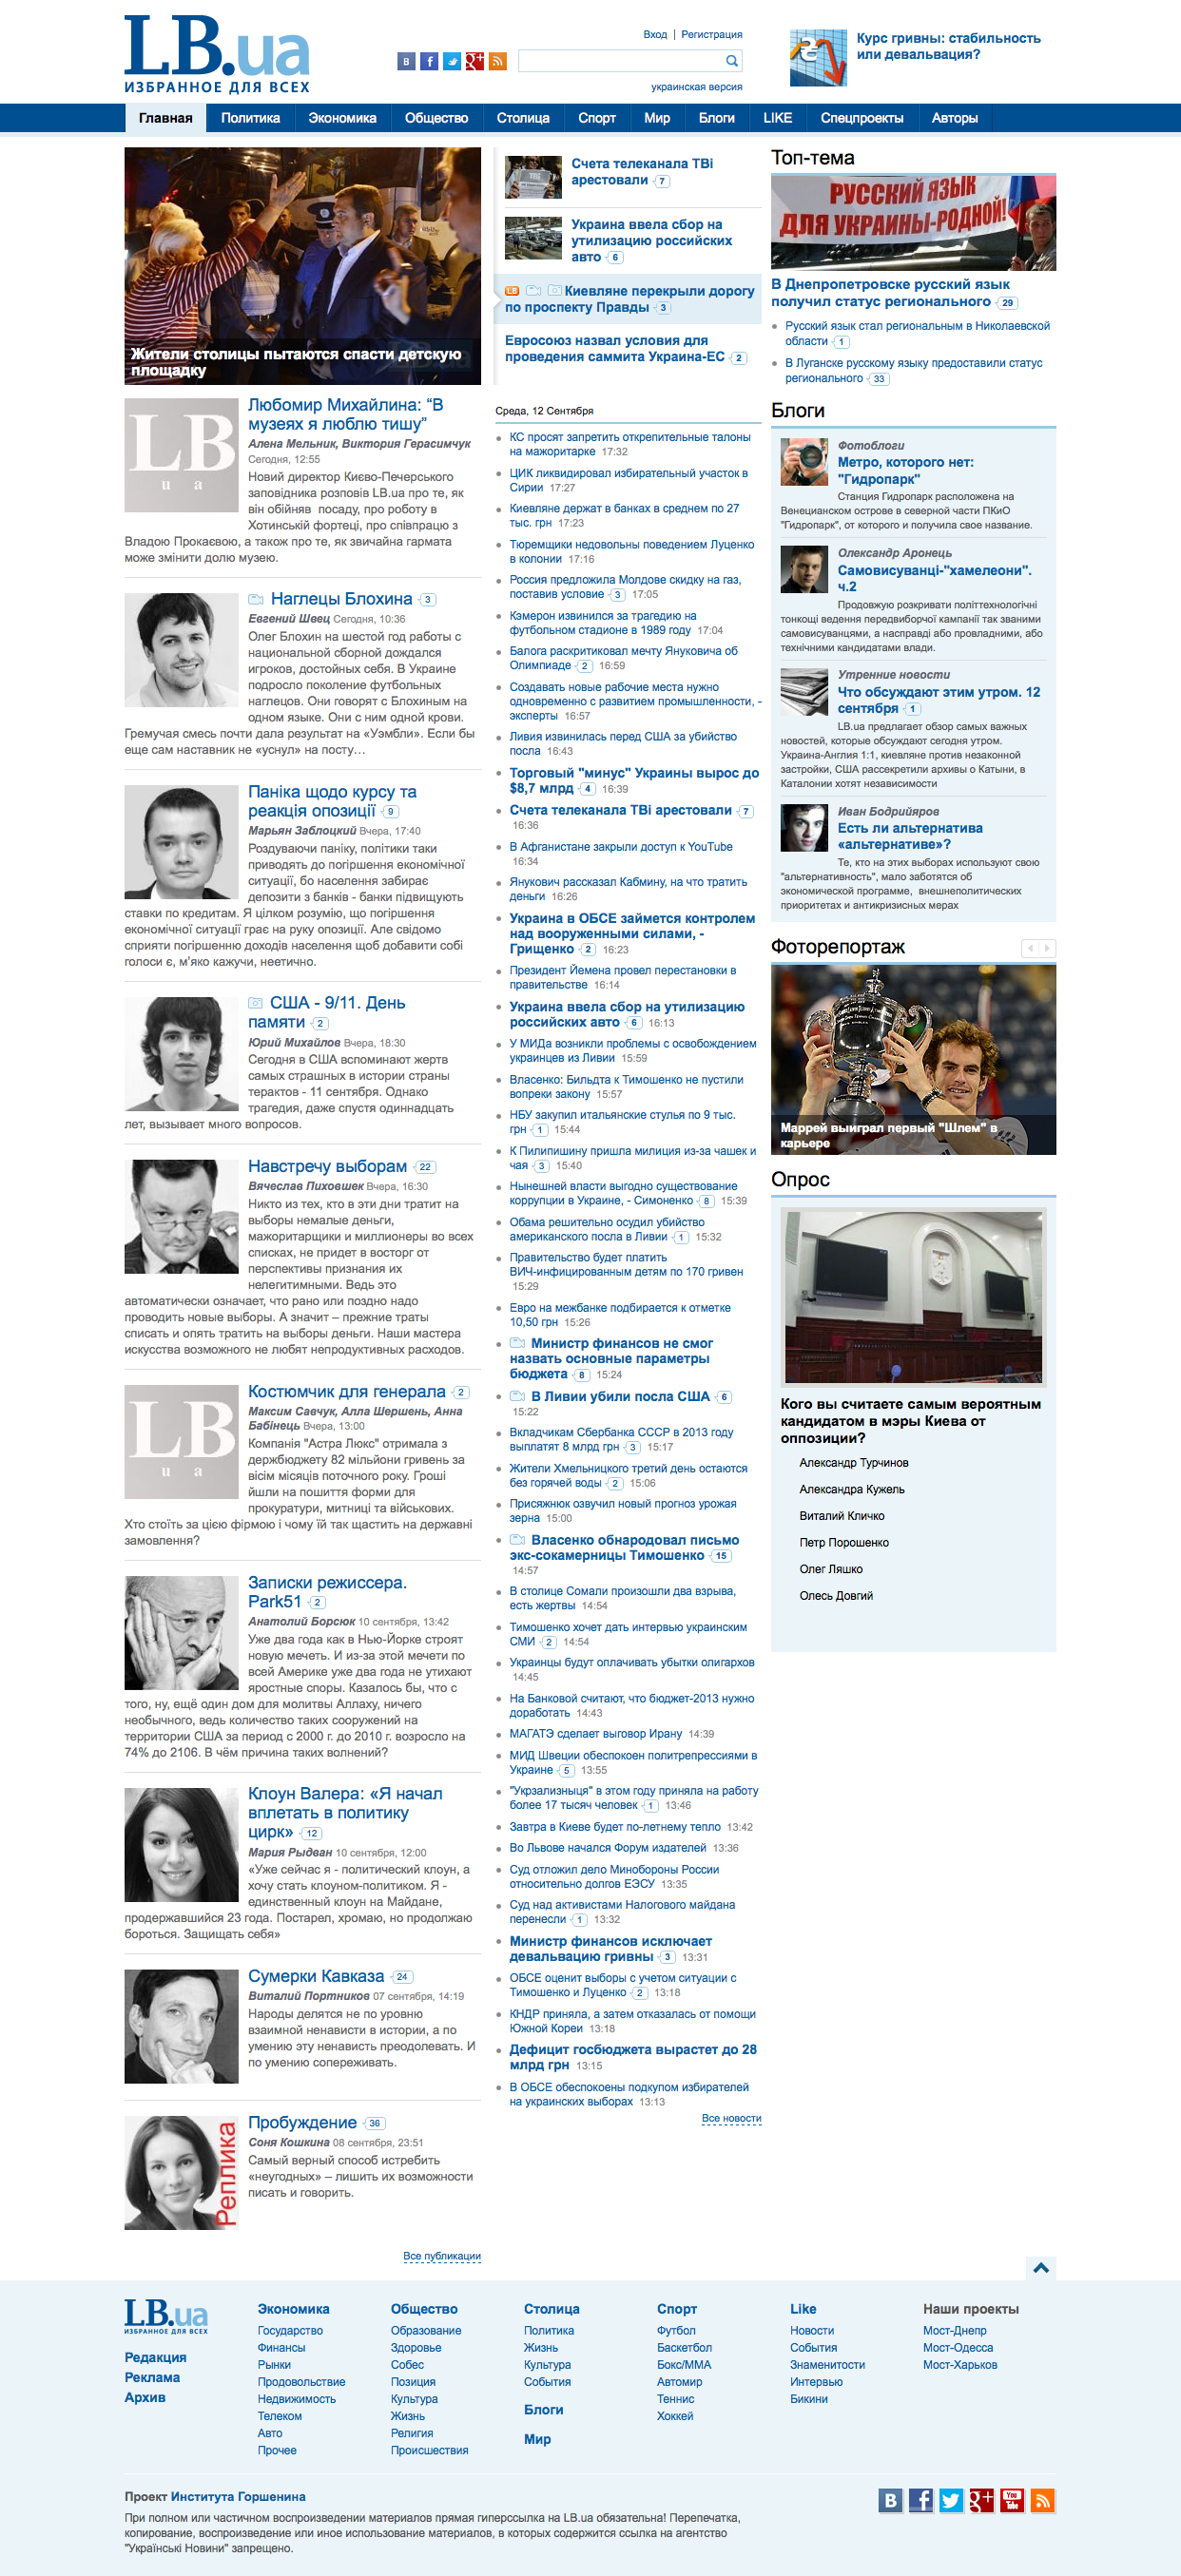 LB.ua
ИЗБРАННОЕ ДЛЯ ВСЕХ
Вход | Регистрация
украинская версия
Курс гривны: стабильность
или девальвация?
Главная
Политика
Экономика
Общество
Столица
Спорт
Мир
Блоги
LIKE
Спецпроекты
Авторы
Жители столицы пытаются спасти детскую
площадку
Любомир Михайлина: “В
музеях я люблю тишу”
Алена Мельник, Виктория Герасимчук
Сегодня, 12:55
Новий директор Києво-Печерського
заповідника розповів LB.ua про те, як
він обійняв посаду, про роботу в
Хотинській фортеці, про співпрацю з
Владою Прокаєвою, а також про те, як звичайна гармата
може змінити долю музею.
Наглецы Блохина 3
Евгений Швец Сегодня, 10:36
Олег Блохин на шестой год работы с
национальной сборной дождался
игроков, достойных себя. В Украине
подросло поколение футбольных
наглецов. Они говорят с Блохиным на
одном языке. Они с ним одной крови.
Гремучая смесь почти дала результат на «Уэмбли». Если бы
еще сам наставник не «уснул» на посту…
Паніка щодо курсу та
реакція опозиції 9
Марьян Заблоцкий Вчера, 17:40
Роздуваючи паніку, політики таки
приводять до погіршення економічної
ситуації, бо населення забирає
депозити з банків - банки підвищують
ставки по кредитам. Я цілком розумію, що погіршення
економічної ситуації грає на руку опозиції. Але свідомо
сприяти погіршенню доходів населення щоб добавити собі
голоси є, м'яко кажучи, неетично.
США - 9/11. День
памяти 2
Юрий Михайлов Вчера, 18:30
Сегодня в США вспоминают жертв
самых страшных в истории страны
терактов - 11 сентября. Однако
трагедия, даже спустя одиннадцать
лет, вызывает много вопросов.
Навстречу выборам 22
Вячеслав Пиховшек Вчера, 16:30
Никто из тех, кто в эти дни тратит на
выборы немалые деньги,
мажоритарщики и миллионеры во всех
списках, не придет в восторг от
перспективы признания их
нелегитимными. Ведь это
автоматически означает, что рано или поздно надо
проводить новые выборы. А значит – прежние траты
списать и опять тратить на выборы деньги. Наши мастера
искусства возможного не любят непродуктивных расходов.
Костюмчик для генерала 2
Максим Савчук, Алла Шершень, Анна
Бабінець Вчера, 13:00
Компанія "Астра Люкс" отримала з
держбюджету 82 мільйони гривень за
вісім місяців поточного року. Гроші
йшли на пошиття форми для
прокуратури, митниці та військових.
Хто стоїть за цією фірмою і чому їй так щастить на державні
замовлення?
Записки режиссера.
Park51 2
Анатолий Борсюк 10 сентября, 13:42
Уже два года как в Нью-Йорке строят
новую мечеть. И из-за этой мечети по
всей Америке уже два года не утихают
яростные споры. Казалось бы, что с
того, ну, ещё один дом для молитвы Аллаху, ничего
необычного, ведь количество таких сооружений на
территории США за период с 2000 г. до 2010 г. возросло на
74% до 2106. В чём причина таких волнений?
Клоун Валера: «Я начал
вплетать в политику
цирк» 12
Мария Рыдван 10 сентября, 12:00
«Уже сейчас я - политический клоун, а
хочу стать клоуном-политиком. Я -
единственный клоун на Майдане,
продержавшийся 23 года. Постарел, хромаю, но продолжаю
бороться. Защищать себя»
Сумерки Кавказа 24
Виталий Портников 07 сентября, 14:19
Народы делятся не по уровню
взаимной ненависти в истории, а по
умению эту ненависть преодолевать. И
по умению сопереживать.
Реплика
Пробуждение 36
Соня Кошкина 08 сентября, 23:51
Самый верный способ истребить
«неугодных» – лишить их возможности
писать и говорить.
Все публикации
Счета телеканала ТВі
арестовали 7
Украина ввела сбор на
утилизацию российских
авто 6
Киевляне перекрыли дорогу
по проспекту Правды 3
Евросоюз назвал условия для
проведения саммита Украина-ЕС 2
Среда, 12 Сентября
КС просят запретить открепительные талоны
на мажоритарке 17:32
ЦИК ликвидировал избирательный участок в
Сирии 17:27
Киевляне держат в банках в среднем по 27
тыс. грн 17:23
Тюремщики недовольны поведением Луценко
в колонии 17:16
Россия предложила Молдове скидку на газ,
поставив условие 3 17:05
Кэмерон извинился за трагедию на
футбольном стадионе в 1989 году 17:04
Балога раскритиковал мечту Януковича об
Олимпиаде 2 16:59
Создавать новые рабочие места нужно
одновременно с развитием промышленности, -
эксперты 16:57
Ливия извинилась перед США за убийство
посла 16:43
Торговый "минус" Украины вырос до
$8,7 млрд 4 16:39
Счета телеканала ТВі арестовали 7
16:36
В Афганистане закрыли доступ к YouTube
16:34
Янукович рассказал Кабмину, на что тратить
деньги 16:26
Украина в ОБСЕ займется контролем
над вооруженными силами, -
Грищенко 2 16:23
Президент Йемена провел перестановки в
правительстве 16:14
Украина ввела сбор на утилизацию
российских авто 6 16:13
У МИДа возникли проблемы с освобождением
украинцев из Ливии 15:59
Власенко: Бильдта к Тимошенко не пустили
вопреки закону 15:57
НБУ закупил итальянские стулья по 9 тыс.
грн 1 15:44
К Пилипишину пришла милиция из-за чашек и
чая 3 15:40
Нынешней власти выгодно существование
коррупции в Украине, - Симоненко 8 15:39
Обама решительно осудил убийство
американского посла в Ливии 1 15:32
Правительство будет платить
ВИЧ-инфицированным детям по 170 гривен
15:29
Евро на межбанке подбирается к отметке
10,50 грн 15:26
Министр финансов не смог
назвать основные параметры
бюджета 8 15:24
В Ливии убили посла США 6
15:22
Вкладчикам Сбербанка СССР в 2013 году
выплатят 8 млрд грн 3 15:17
Жители Хмельницкого третий день остаются
без горячей воды 2 15:06
Присяжнюк озвучил новый прогноз урожая
зерна 15:00
Власенко обнародовал письмо
экс-сокамерницы Тимошенко 15
14:57
В столице Сомали произошли два взрыва,
есть жертвы 14:54
Тимошенко хочет дать интервью украинским
СМИ 2 14:54
Украинцы будут оплачивать убытки олигархов
14:45
На Банковой считают, что бюджет-2013 нужно
доработать 14:43
МАГАТЭ сделает выговор Ирану 14:39
МИД Швеции обеспокоен политрепрессиями в
Украине 5 13:55
"Укрзализныця" в этом году приняла на работу
более 17 тысяч человек 1 13:46
Завтра в Киеве будет по-летнему тепло 13:42
Во Львове начался Форум издателей 13:36
Суд отложил дело Минобороны России
относительно долгов ЕЭСУ 13:35
Суд над активистами Налогового майдана
перенесли 1 13:32
Министр финансов исключает
девальвацию гривны 3 13:31
ОБСЕ оценит выборы с учетом ситуации с
Тимошенко и Луценко 2 13:18
КНДР приняла, а затем отказалась от помощи
Южной Кореи 13:18
Дефицит госбюджета вырастет до 28
млрд грн 13:15
В ОБСЕ обеспокоены подкупом избирателей
на украинских выборах 13:13
Все новости
Топ-тема
РУССКИЙ ЯЗЫК
ДЛЯ УКРАИНЫ-РОДНОЙ!
В Днепропетровске русский язык
получил статус регионального 29
Русский язык стал региональным в Николаевской
области 1
В Луганске русскому языку предоставили статус
регионального 33
Блоги
Фотоблоги
Метро, которого нет:
"Гидропарк"
Станция Гидропарк расположена на
Венецианском острове в северной части ПКиО
"Гидропарк", от которого и получила свое название.
Олександр Аронець
Самовисуванці-"хамелеони".
ч.2
Продовжую розкривати політтехнологічні
тонкощі ведення передвиборчої кампанії так званими
самовисуванцями, а насправді або провладними, або
технічними кандидатами влади.
Утренние новости
Что обсуждают этим утром. 12
сентября 1
LB.ua предлагает обзор самых важных
новостей, которые обсуждают сегодня утром.
Украина-Англия 1:1, киевляне против незаконной
застройки, США рассекретили архивы о Катыни, в
Каталонии хотят независимости
Иван Бодрийяров
Есть ли альтернатива
«альтернативе»?
Те, кто на этих выборах используют свою
"альтернативность", мало заботятся об
экономической программе, внешнеполитических
приоритетах и антикризисных мерах
Фоторепортаж
Маррей выиграл первый "Шлем" в
карьере
Опрос
Кого вы считаете самым вероятным
кандидатом в мэры Киева от
оппозиции?
Александр Турчинов
Александра Кужель
Виталий Кличко
Петр Порошенко
Олег Ляшко
Олесь Довгий
LB.ua
ИЗБРАННОЕ ДЛЯ ВСЕХ
Редакция
Реклама
Архив
Экономика
Государство
Финансы
Рынки
Продовольствие
Недвижимость
Телеком
Авто
Прочее
Общество
Образование
Здоровье
Собес
Позиция
Культура
Жизнь
Религия
Происшествия
Столица
Политика
Жизнь
Культура
События
Блоги
Мир
Спорт
Футбол
Баскетбол
Бокс/ММА
Автомир
Теннис
Хоккей
Like
Новости
События
Знаменитости
Интервью
Бикини
Наши проекты
Мост-Днепр
Мост-Одесса
Мост-Харьков
Проект Института Горшенина
При полном или частичном воспроизведении материалов прямая гиперссылка на LB.ua обязательна! Перепечатка,
копирование, воспроизведение или иное использование материалов, в которых содержится ссылка на агентство
"Українськi Новини" запрещено.